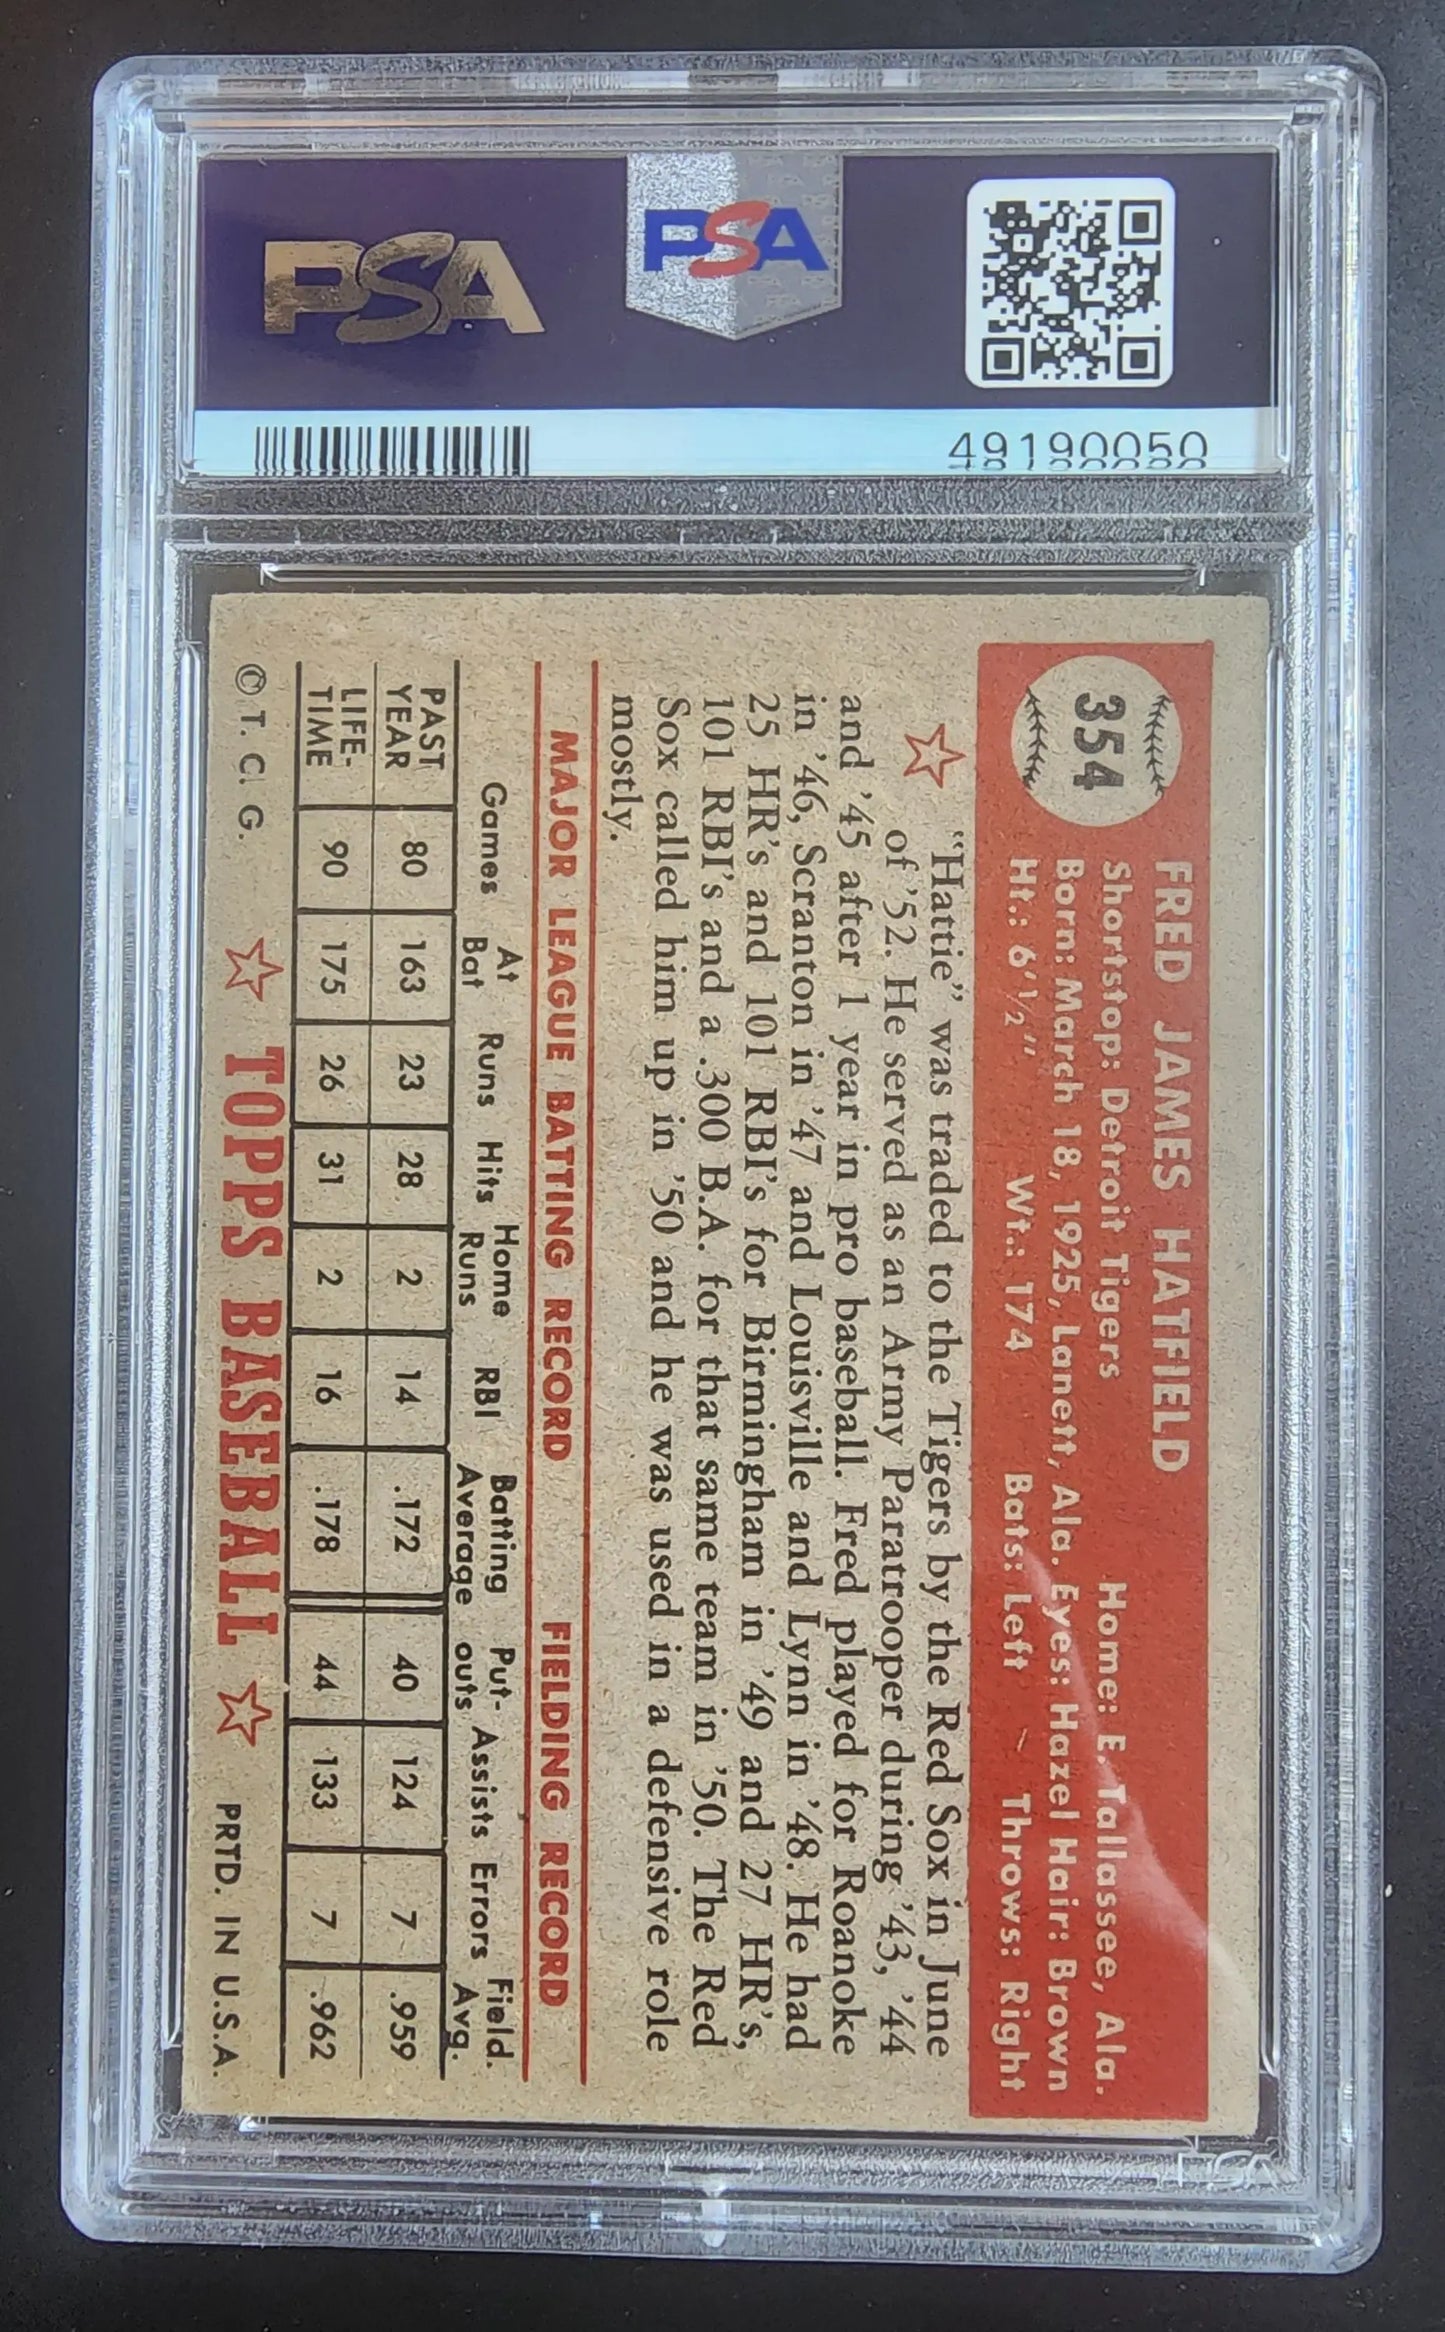 PSA
PSA
49190050
354
FRED JAMES HATFIELD
Shortstop: Detroit Tigers Home: E. Tallassee, Ala.
Born: March 18, 1925, Lanett, Ala. Eyes: Hazel Hair: Brown
Ht.: 6'½" Wt.: 174 Bats: Left Throws: Right
"Hattie" was traded to the Tigers by the Red Sox in June
of '52. He served as an Army Paratrooper during '43, '44
and '45 after 1 year in pro baseball. Fred played for Roanoke
in '46, Scranton in '47 and Louisville and Lynn in '48. He had
25 HR's and 101 RBI's for Birmingham in '49 and 27 HR's,
101 RBI's and a .300 B.A. for that same team in '50. The Red
Sox called him up in '50 and he was used in a defensive role
mostly.
MAJOR LEAGUE BATTING RECORD FIELDING RECORD
Games At Bat Runs Hits Home Runs RBI Batting Average Put-outs Assists Errors Field. Avg.
PAST YEAR 80 163 23 28 2 14 .172 40 124 7 .959
LIFE-TIME 90 175 26 31 2 16 .178 44 133 7 .962
© T. C. G. TOPPS BASEBALL PRTD. IN U.S.A.
PSA